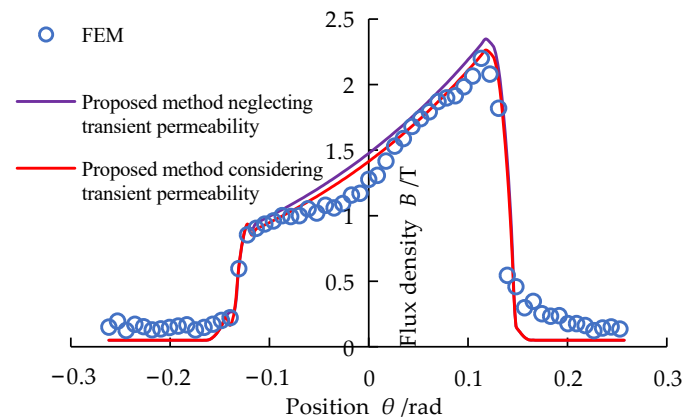 FEM
Proposed method neglecting
transient permeability
Proposed method considering
transient permeability
2.5
2
1.5
1
0.5
0
Flux density B /T
−0.3 −0.2 −0.1 0 0.1 0.2 0.3
Position θ /rad